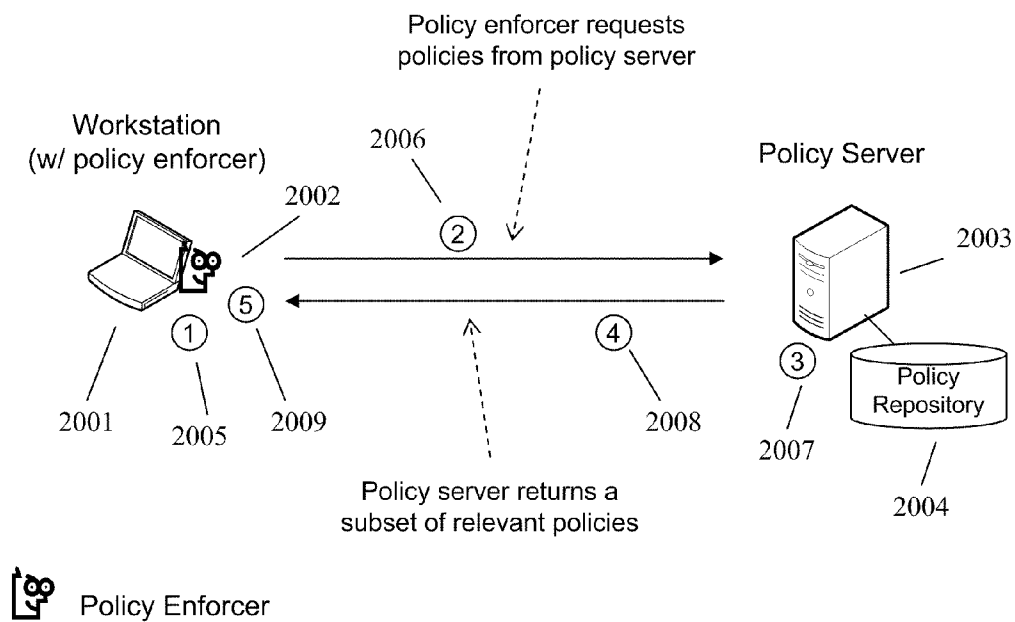 Policy enforcer requests
policies from policy server
Workstation
(w/ policy enforcer)
2006
Policy Server
2002
2
2003
5
1
4
3
Policy
Repository
2001
2005
2009
2008
2007
2004
Policy server returns a
subset of relevant policies
Policy Enforcer